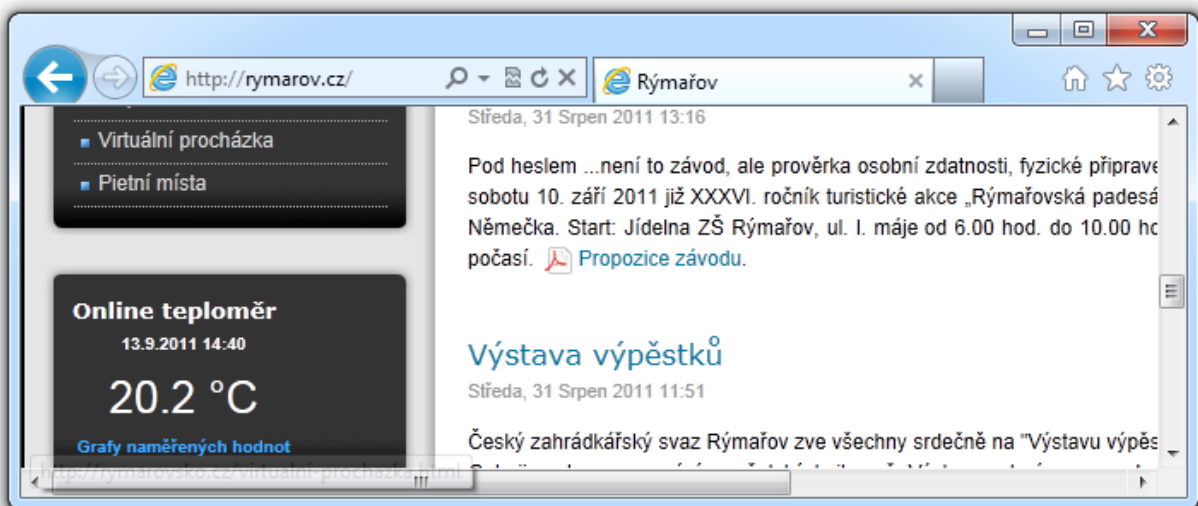 http://rymarov.cz/
Rýmařov
Virtuální procházka
Pietní místa
Online teploměr
13.9.2011 14:40
20.2 °C
Grafy naměřených hodnot
http://rymarovsko.cz/virtualni-prochazka.html
Středa, 31 Srpen 2011 13:16
Pod heslem ...není to závod, ale prověrka osobní zdatnosti, fyzické připrave
sobotu 10. září 2011 již XXXVI. ročník turistické akce „Rýmařovská padesá
Němečka. Start: Jídelna ZŠ Rýmařov, ul. I. máje od 6.00 hod. do 10.00 ho
počasí. Propozice závodu.
Výstava výpěstků
Středa, 31 Srpen 2011 11:51
Český zahrádkářský svaz Rýmařov zve všechny srdečně na "Výstavu výpěs